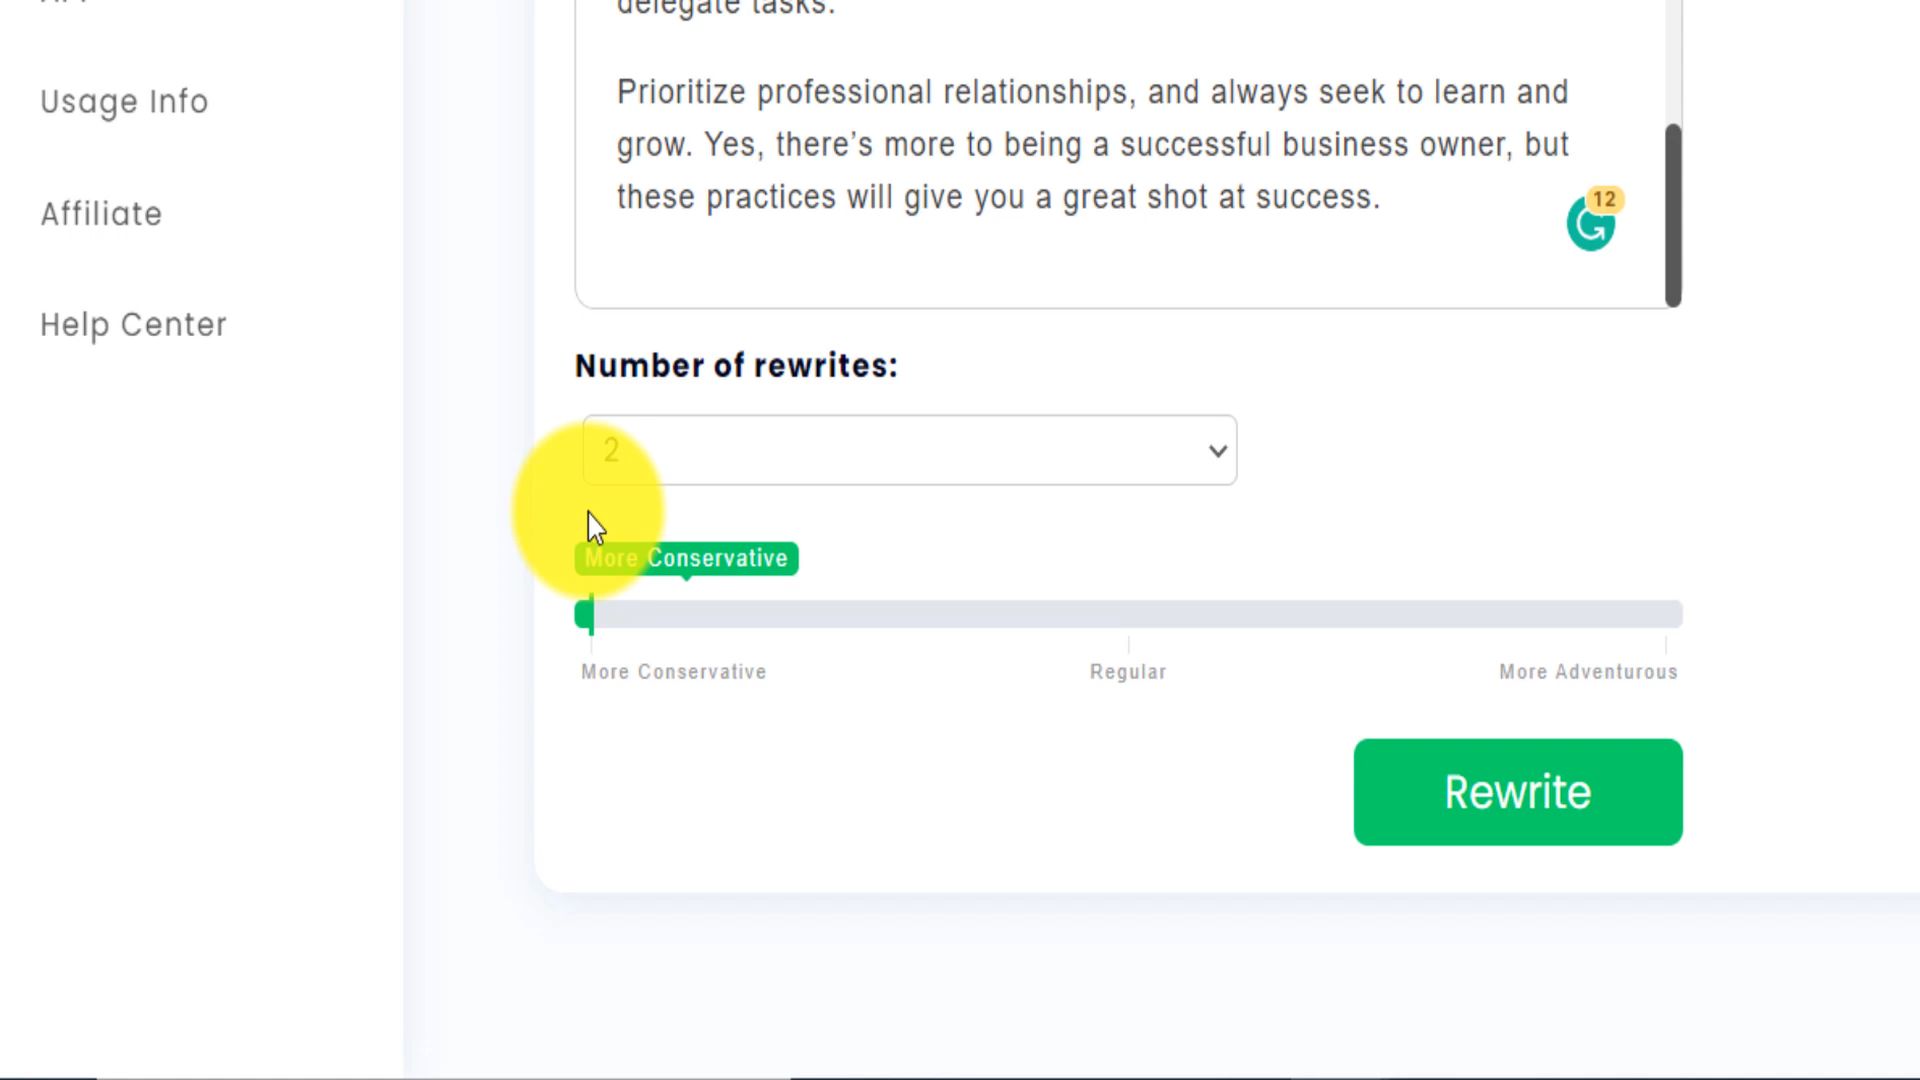 delegate tasks.
Prioritize professional relationships, and always seek to learn and
grow. Yes, there’s more to being a successful business owner, but
these practices will give you a great shot at success.
12
Usage Info
Affiliate
Help Center
Number of rewrites:
2
More Conservative
More Conservative
Regular
More Adventurous
Rewrite